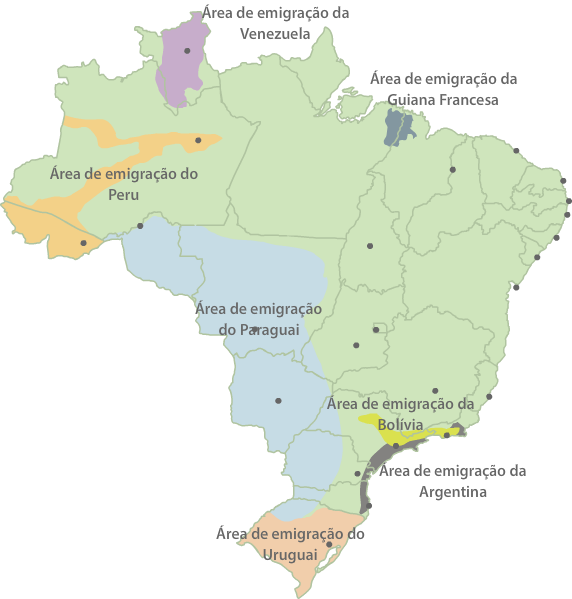 Área de emigração da
Venezuela
Área de emigração da
Guiana Francesa
Área de emigração do
Peru
Área de emigração
do Paraguai
Área de emigração da
Bolívia
Área de emigração da
Argentina
Área de emigração do
Uruguai